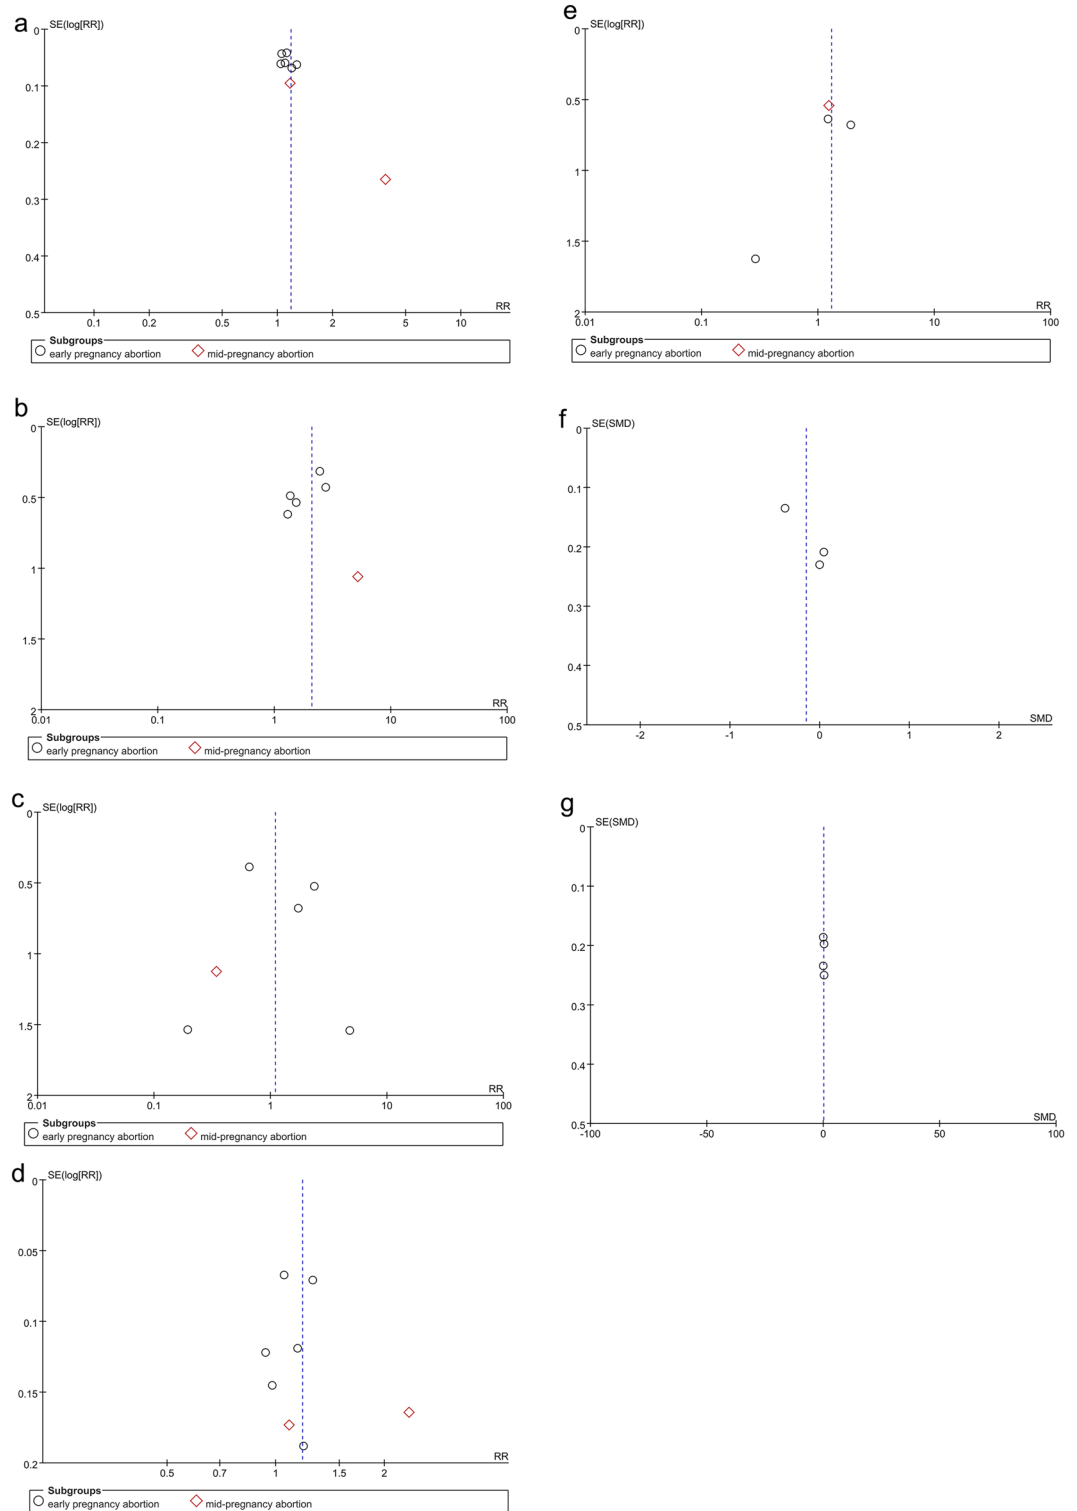 a
SE(log[RR])
0
0.1
0.2
0.3
0.4
0.5
RR
0.1 0.2 0.5 1 2 5 10
Subgroups
early pregnancy abortion mid-pregnancy abortion
b
SE(log[RR])
0
0.5
1
1.5
2
RR
0.01 0.1 1 10 100
Subgroups
early pregnancy abortion mid-pregnancy abortion
c
SE(log[RR])
0
0.5
1
1.5
2
RR
0.01 0.1 1 10 100
Subgroups
early pregnancy abortion mid-pregnancy abortion
d
SE(log[RR])
0
0.05
0.1
0.15
0.2
RR
0.5 0.7 1 1.5 2
Subgroups
early pregnancy abortion mid-pregnancy abortion
e
SE(log[RR])
0
0.5
1
1.5
2
RR
0.01 0.1 1 10 100
Subgroups
early pregnancy abortion mid-pregnancy abortion
f
SE(SMD)
0
0.1
0.2
0.3
0.4
0.5
SMD
-2 -1 0 1 2
g
SE(SMD)
0
0.1
0.2
0.3
0.4
0.5
SMD
-100 -50 0 50 100